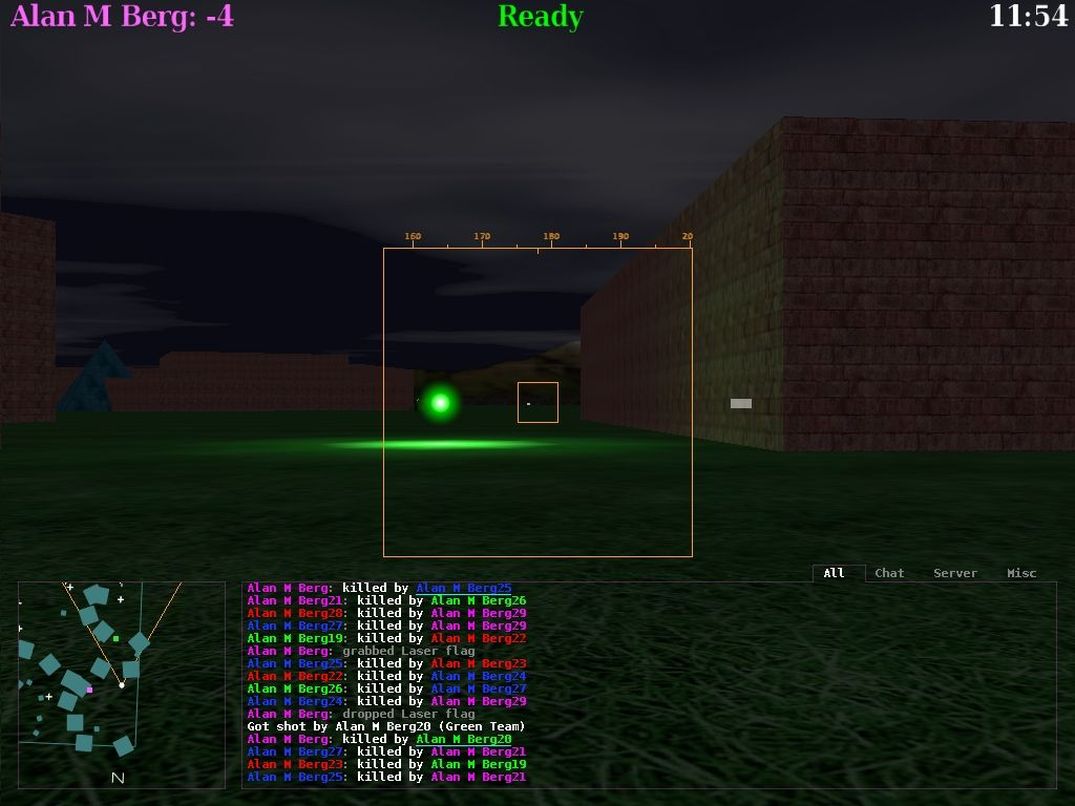 Alan M Berg: -4
Ready
11:54
160 170 180 190 20
All Chat Server Misc
Alan M Berg: killed by Alan M Berg25
Alan M Berg21: killed by Alan M Berg26
Alan M Berg28: killed by Alan M Berg29
Alan M Berg27: killed by Alan M Berg29
Alan M Berg19: killed by Alan M Berg22
Alan M Berg: grabbed Laser flag
Alan M Berg25: killed by Alan M Berg23
Alan M Berg22: killed by Alan M Berg24
Alan M Berg26: killed by Alan M Berg27
Alan M Berg24: killed by Alan M Berg29
Alan M Berg: dropped Laser flag
Got shot by Alan M Berg20 (Green Team)
Alan M Berg: killed by Alan M Berg20
Alan M Berg27: killed by Alan M Berg21
Alan M Berg23: killed by Alan M Berg19
Alan M Berg25: killed by Alan M Berg21
N